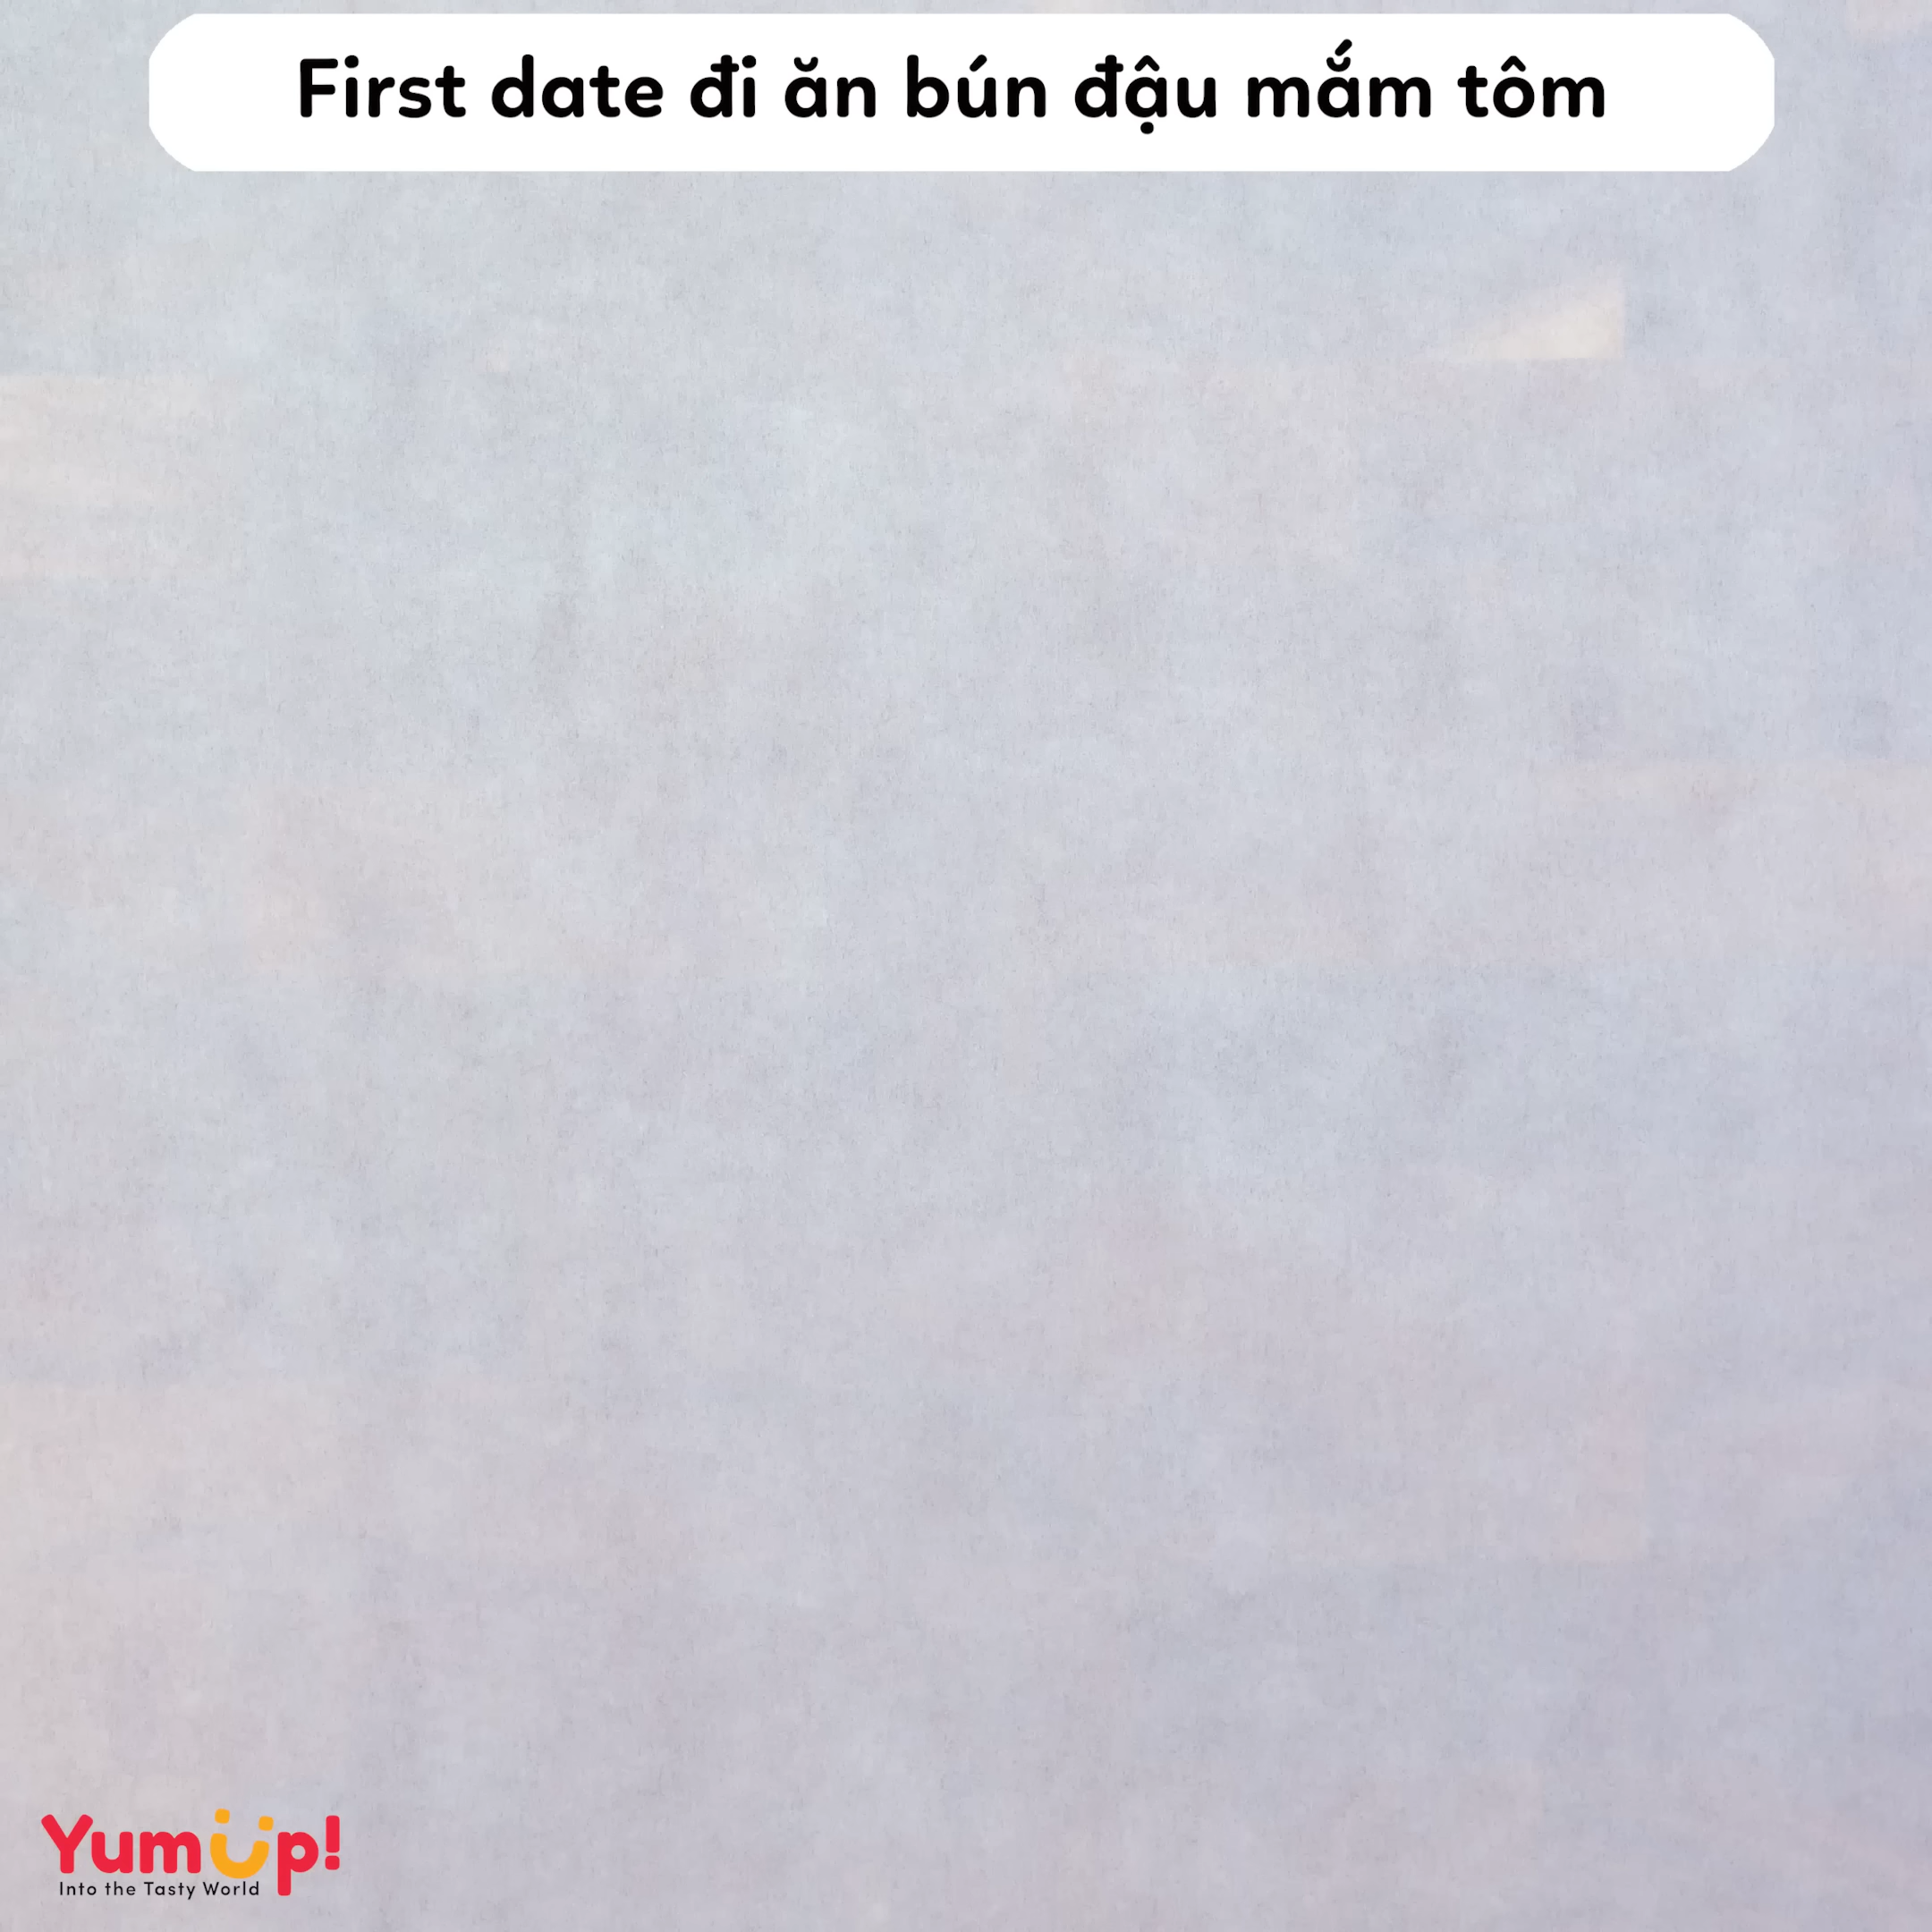 First date đi ăn bún đậu mắm tôm
YumUp!
Into the Tasty World